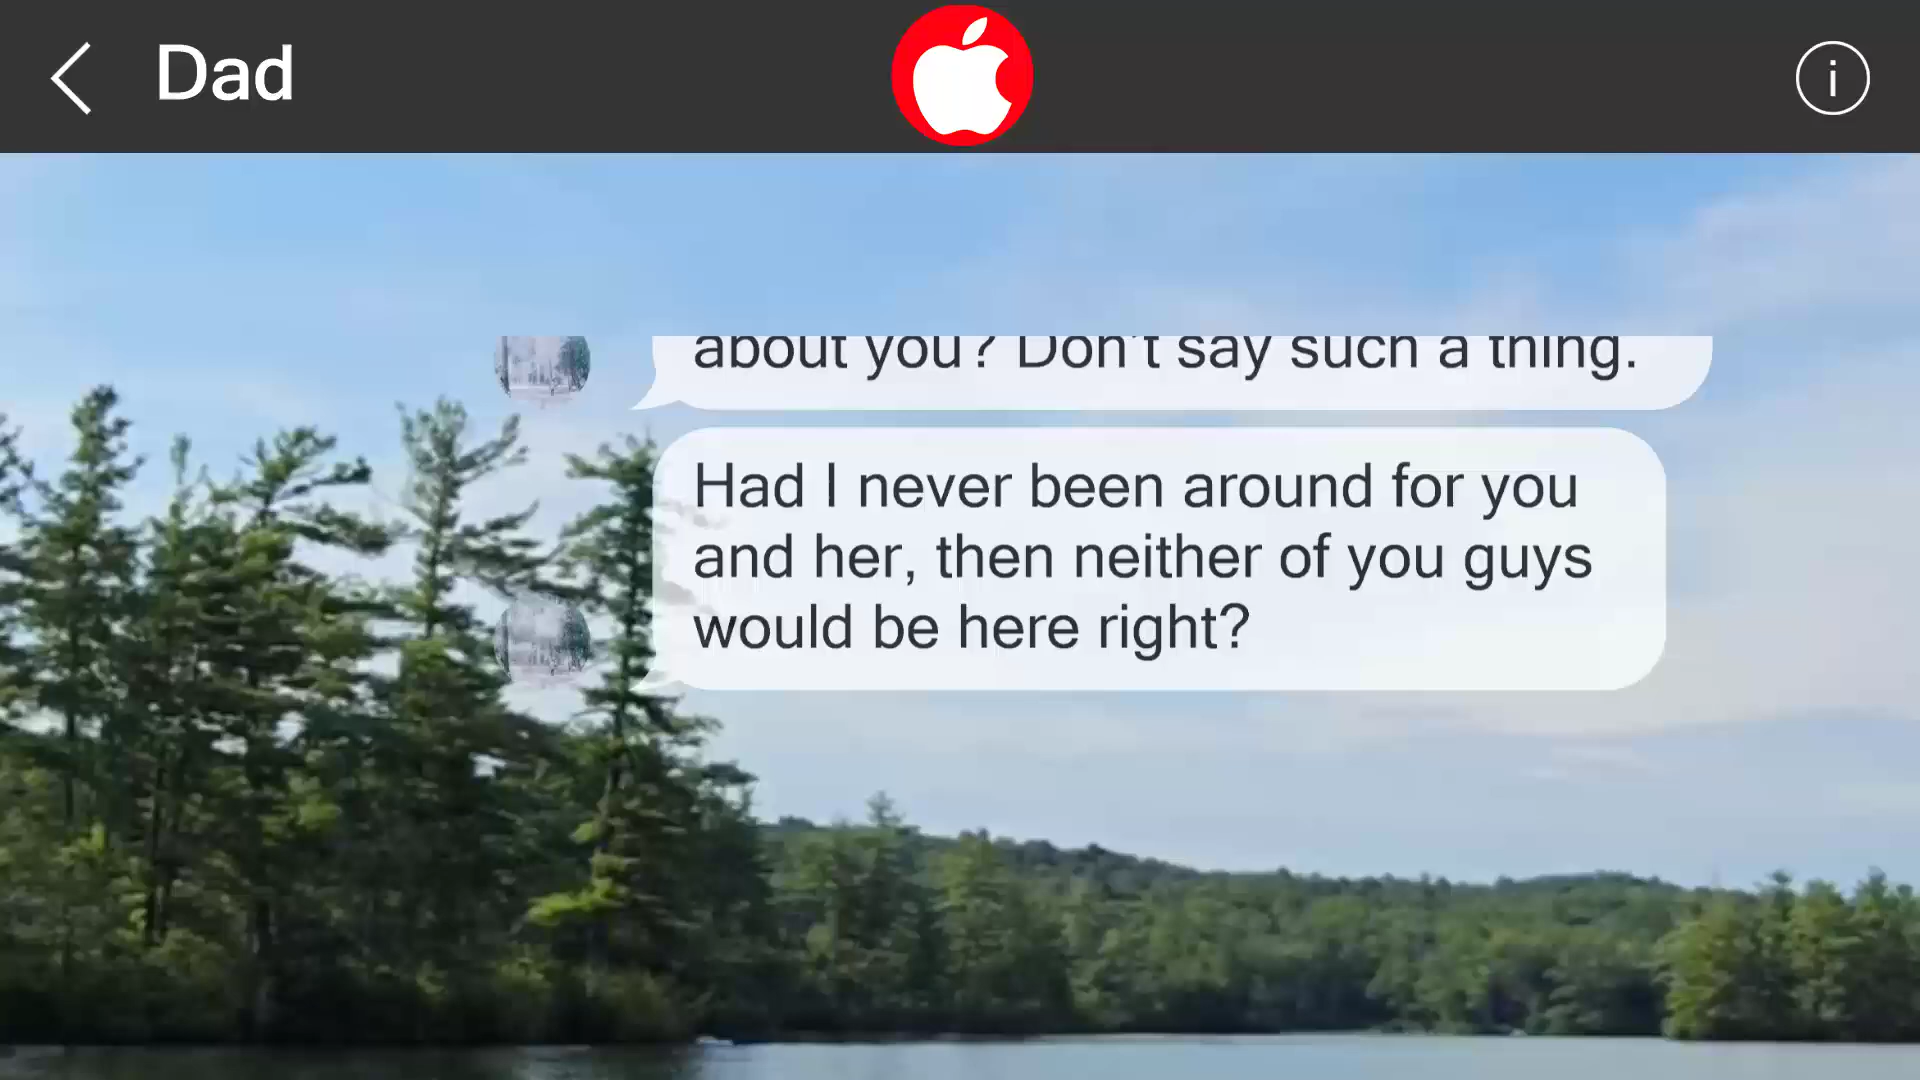 Dad
about you? Don't say such a thing.
Had I never been around for you
and her, then neither of you guys
would be here right?